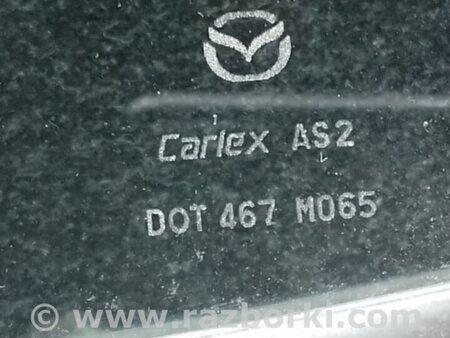 Carlex AS2
DOT 467 M065
© www.razborki.com